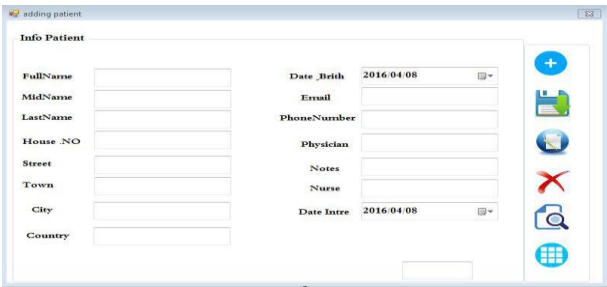 adding patient
Info Patient
FullName
MidName
LastName
House .NO
Street
Town
City
Country
Date_Brith 2016/04/08
Email
PhoneNumber
Physician
Notes
Nurse
Date Intre 2016/04/08